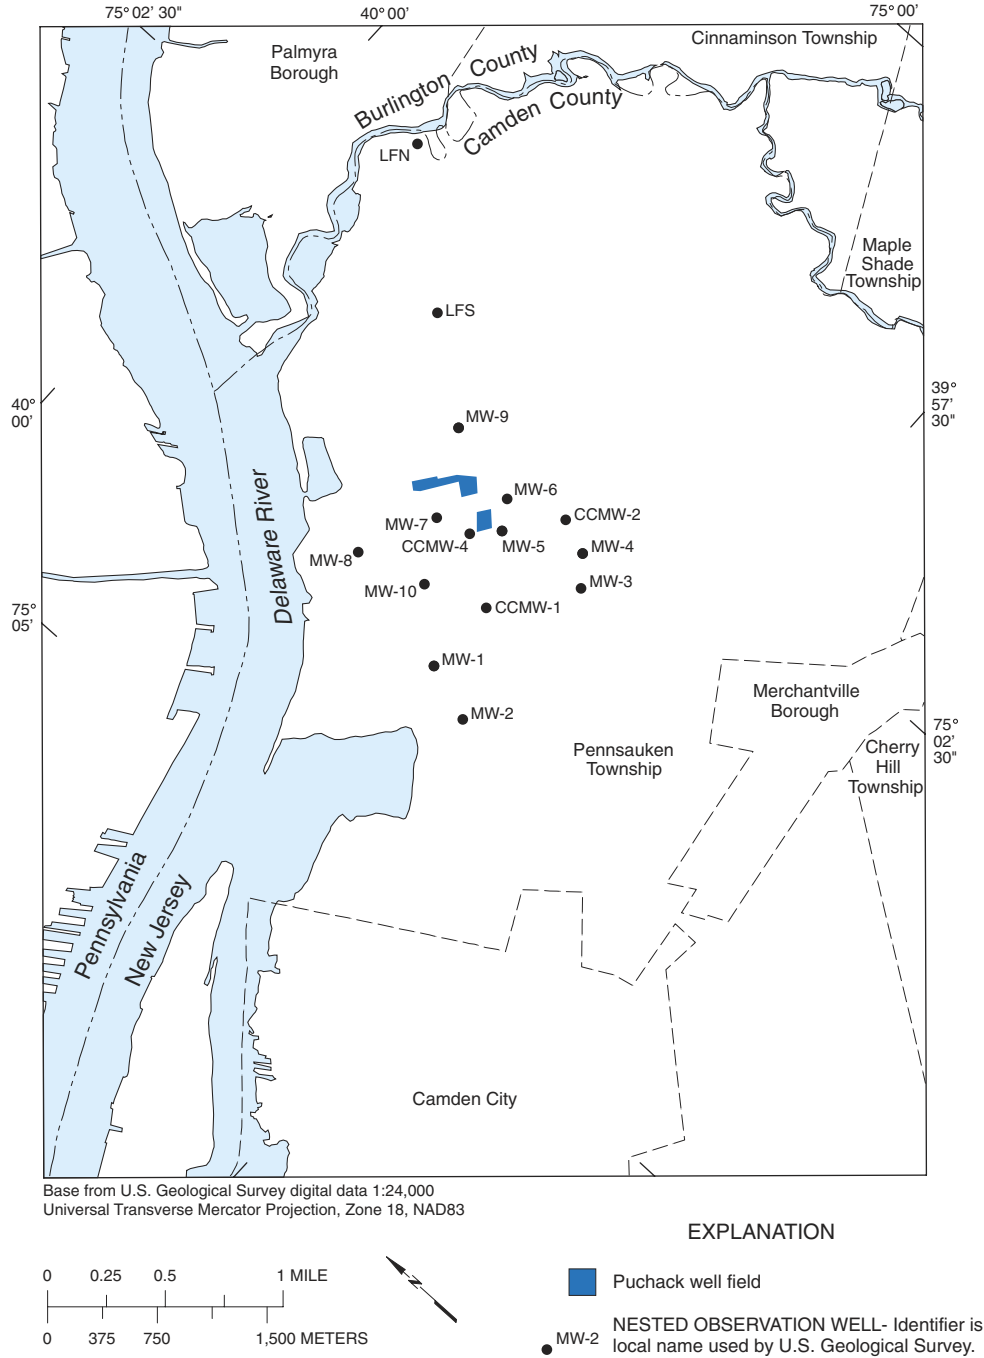 75° 02' 30"
40° 00'
75° 00'
Palmyra
Borough
Cinnaminson Township
Burlington County
Camden County
LFN
Maple
Shade
Township
LFS
40°
00'
39°
57'
30"
MW-9
MW-6
MW-7
CCMW-2
CCMW-4
MW-5
MW-8
MW-4
MW-10
MW-3
CCMW-1
Delaware River
75°
05'
MW-1
MW-2
Merchantville
Borough
Pennsauken
Township
75°
02'
30"
Cherry
Hill
Township
Pennsylvania
New Jersey
Camden City
Base from U.S. Geological Survey digital data 1:24,000
Universal Transverse Mercator Projection, Zone 18, NAD83
EXPLANATION
0 0.25 0.5 1 MILE
0 375 750 1,500 METERS
N
Puchack well field
MW-2
NESTED OBSERVATION WELL- Identifier is
local name used by U.S. Geological Survey.